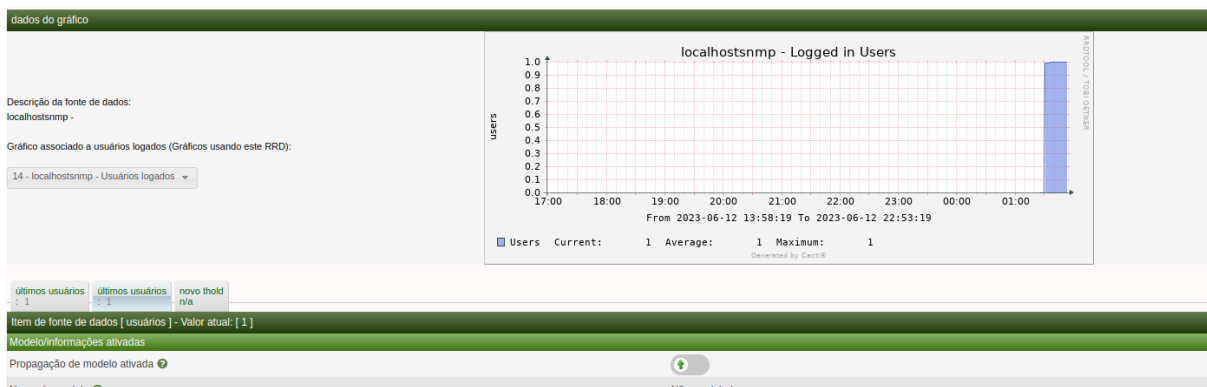 dados do gráfico
Descrição da fonte de dados:
localhostsnmp -
Gráfico associado a usuários logados (Gráficos usando este RRD):
14 - localhostsnmp - Usuários logados
localhostsnmp - Logged in Users
RRDTOOL / TOBI OETIKER
users
1.0
0.9
0.8
0.7
0.6
0.5
0.4
0.3
0.2
0.1
0.0
17:00 18:00 19:00 20:00 21:00 22:00 23:00 00:00 01:00
From 2023-06-12 13:58:19 To 2023-06-12 22:53:19
Users Current: 1 Average: 1 Maximum: 1
Generated by Cacti®
últimos usuários
: 1
últimos usuários
: 1
novo thold
n/a
Item de fonte de dados [ usuários ] - Valor atual: [ 1 ]
Modelo/informações ativadas
Propagação de modelo ativada